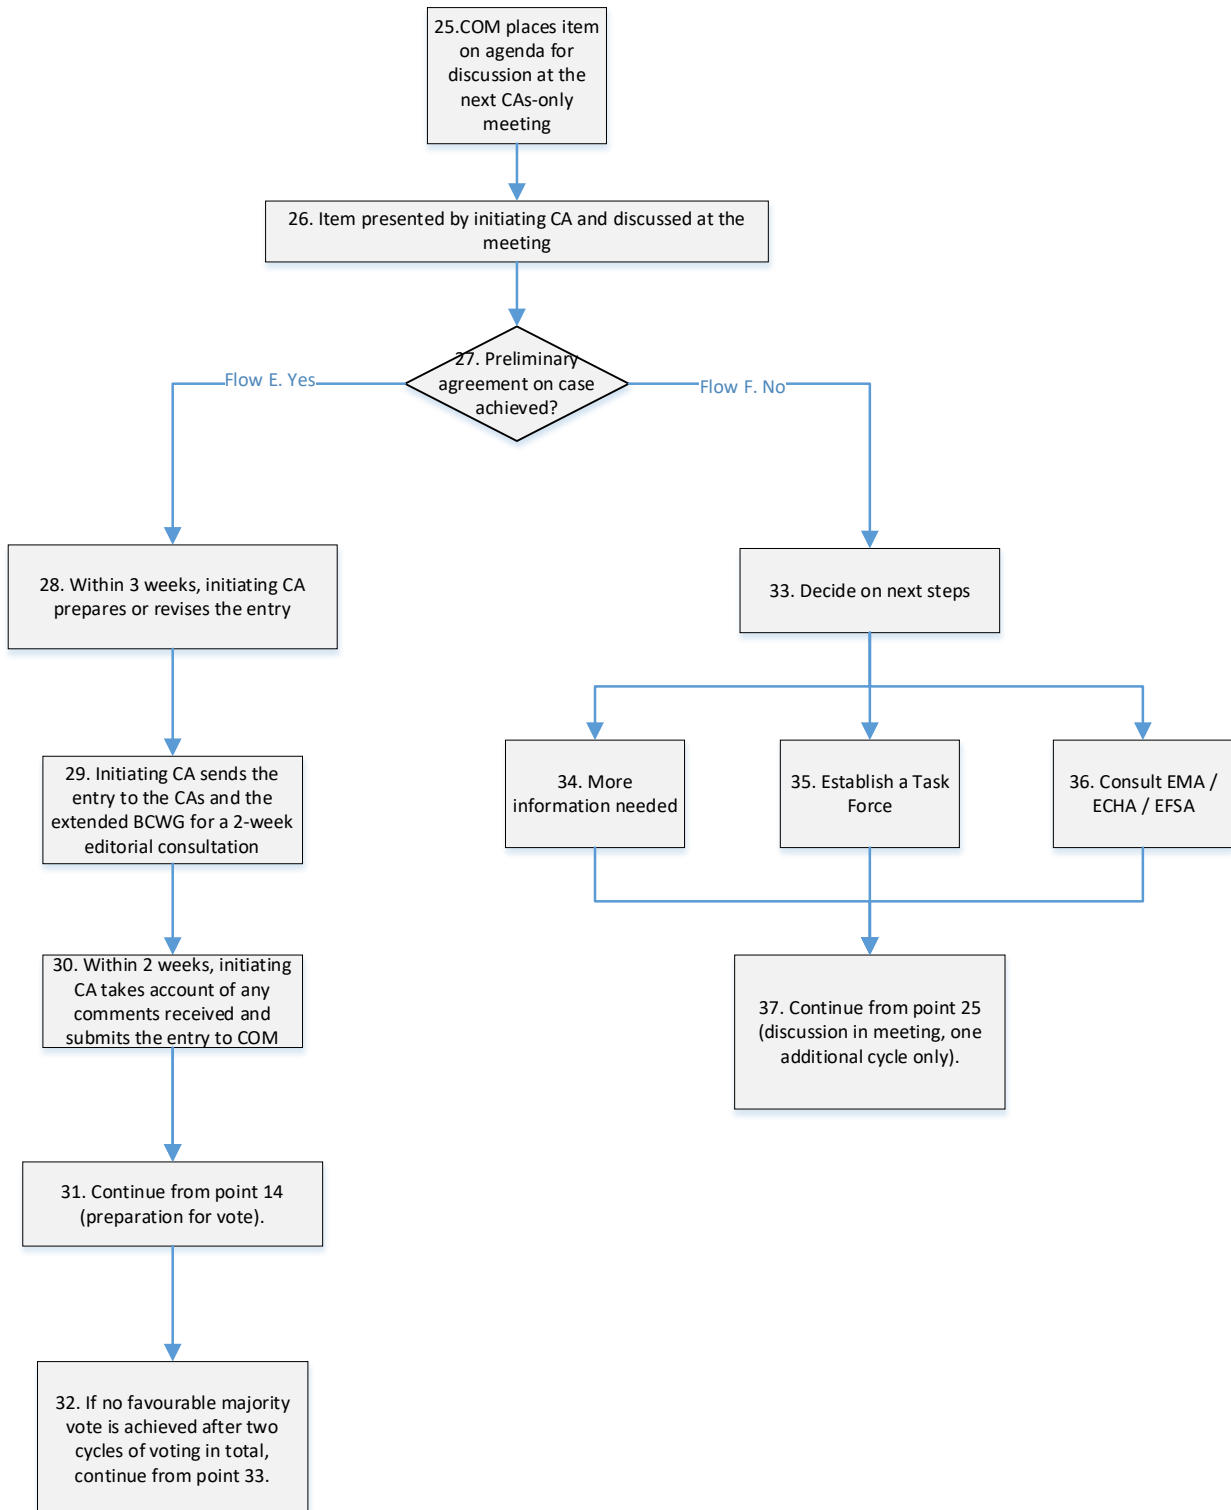 25.COM places item
on agenda for
discussion at the
next CAs-only
meeting
26. Item presented by initiating CA and discussed at the
meeting
27. Preliminary
agreement on case
achieved?
Flow E. Yes
Flow F. No
28. Within 3 weeks, initiating CA
prepares or revises the entry
33. Decide on next steps
29. Initiating CA sends the
entry to the CAs and the
extended BCWG for a 2-week
editorial consultation
34. More
information needed
35. Establish a Task
Force
36. Consult EMA /
ECHA / EFSA
30. Within 2 weeks, initiating
CA takes account of any
comments received and
submits the entry to COM
37. Continue from point 25
(discussion in meeting, one
additional cycle only).
31. Continue from point 14
(preparation for vote).
32. If no favourable majority
vote is achieved after two
cycles of voting in total,
continue from point 33.